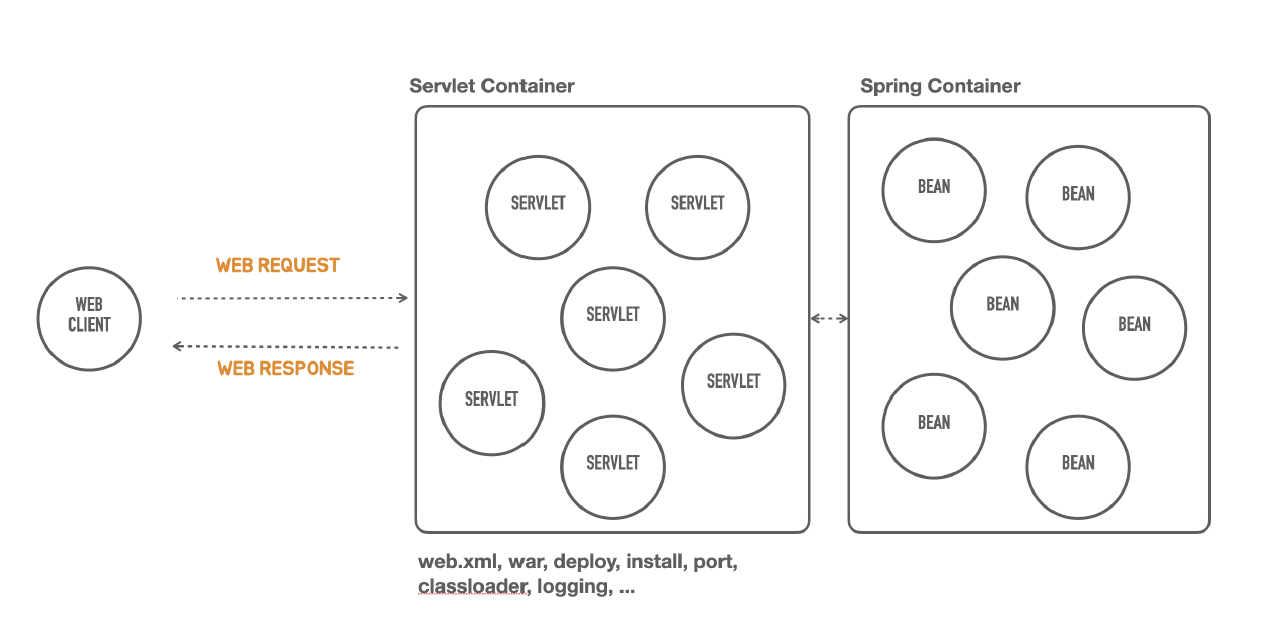 Servlet Container
Spring Container
SERVLET
SERVLET
SERVLET
SERVLET
SERVLET
SERVLET
BEAN
BEAN
BEAN
BEAN
BEAN
BEAN
WEB REQUEST
WEB
CLIENT
WEB RESPONSE
web.xml, war, deploy, install, port,
classloader, logging, ...